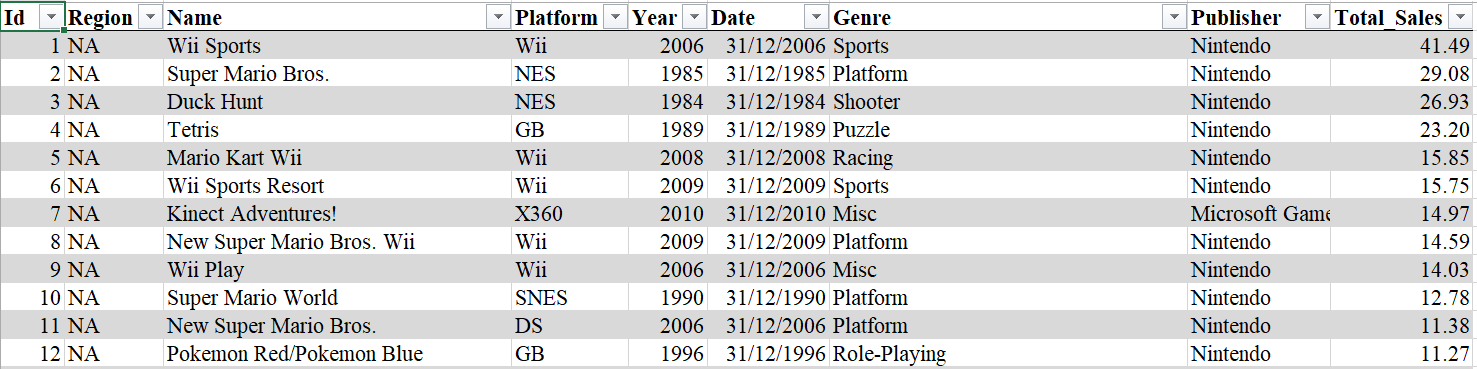 Id Region Name Platform Year Date Genre Publisher Total_Sales
1 NA Wii Sports Wii 2006 31/12/2006 Sports Nintendo 41.49
2 NA Super Mario Bros. NES 1985 31/12/1985 Platform Nintendo 29.08
3 NA Duck Hunt NES 1984 31/12/1984 Shooter Nintendo 26.93
4 NA Tetris GB 1989 31/12/1989 Puzzle Nintendo 23.20
5 NA Mario Kart Wii Wii 2008 31/12/2008 Racing Nintendo 15.85
6 NA Wii Sports Resort Wii 2009 31/12/2009 Sports Nintendo 15.75
7 NA Kinect Adventures! X360 2010 31/12/2010 Misc Microsoft Game 14.97
8 NA New Super Mario Bros. Wii Wii 2009 31/12/2009 Platform Nintendo 14.59
9 NA Wii Play Wii 2006 31/12/2006 Misc Nintendo 14.03
10 NA Super Mario World SNES 1990 31/12/1990 Platform Nintendo 12.78
11 NA New Super Mario Bros. DS 2006 31/12/2006 Platform Nintendo 11.38
12 NA Pokemon Red/Pokemon Blue GB 1996 31/12/1996 Role-Playing Nintendo 11.27